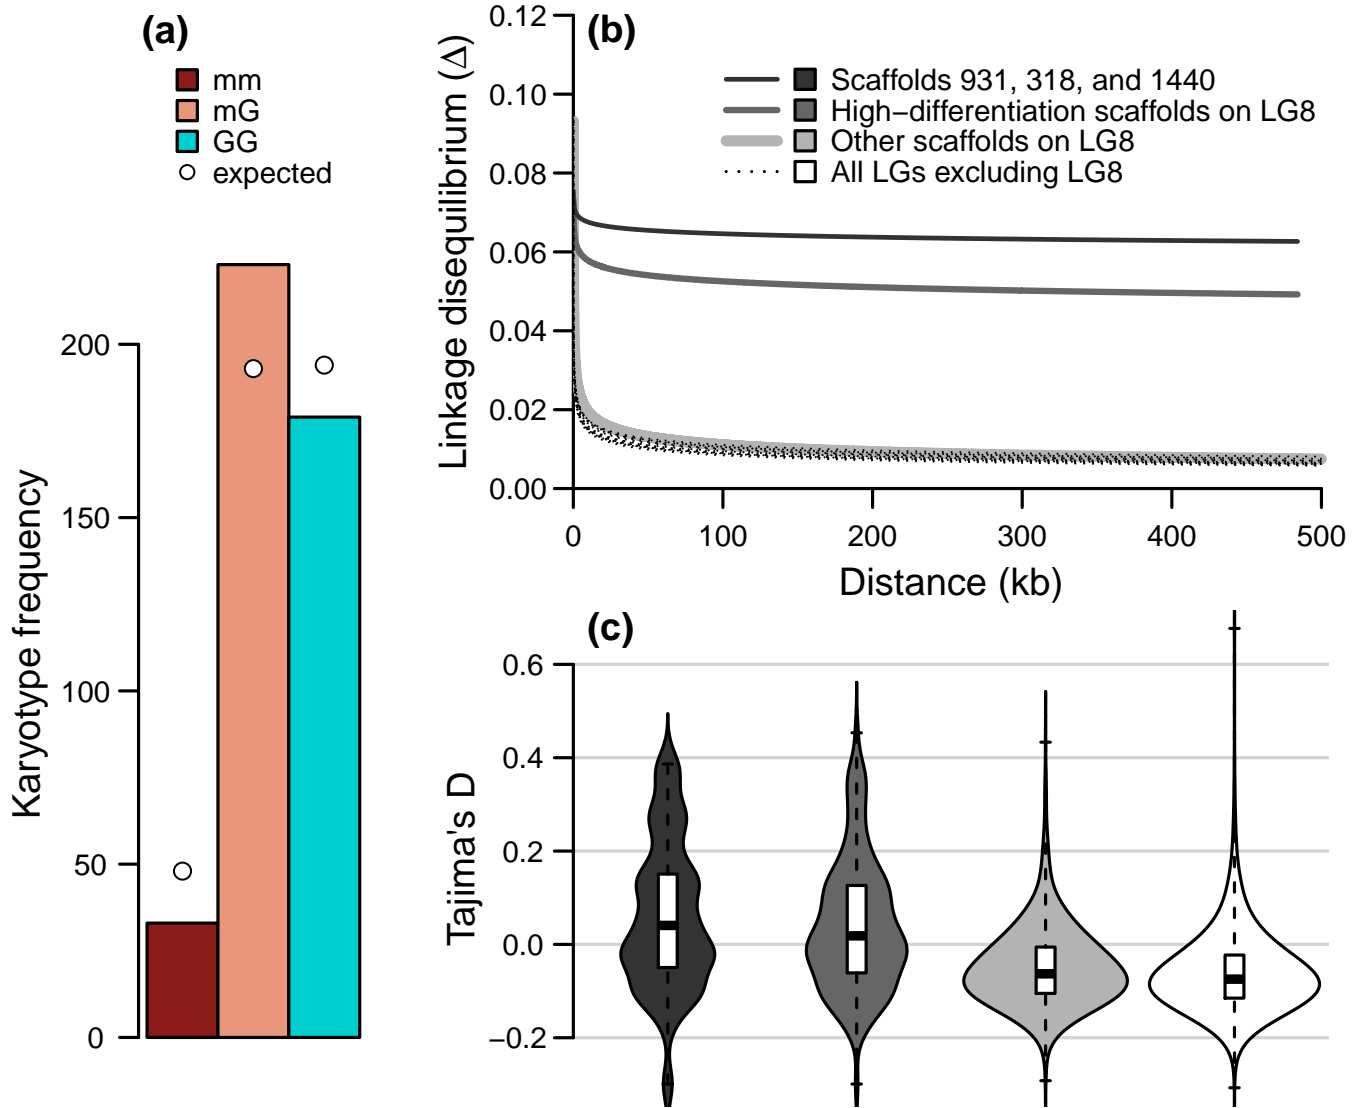 (a)
mm
mG
GG
expected
Karyotype frequency
200
150
100
50
0
(b)
Linkage disequilibrium (Δ)
0.12
0.10
0.08
0.06
0.04
0.02
0.00
Scaffolds 931, 318, and 1440
High−differentiation scaffolds on LG8
Other scaffolds on LG8
All LGs excluding LG8
0 100 200 300 400 500
Distance (kb)
(c)
Tajima's D
0.6
0.4
0.2
0.0
−0.2